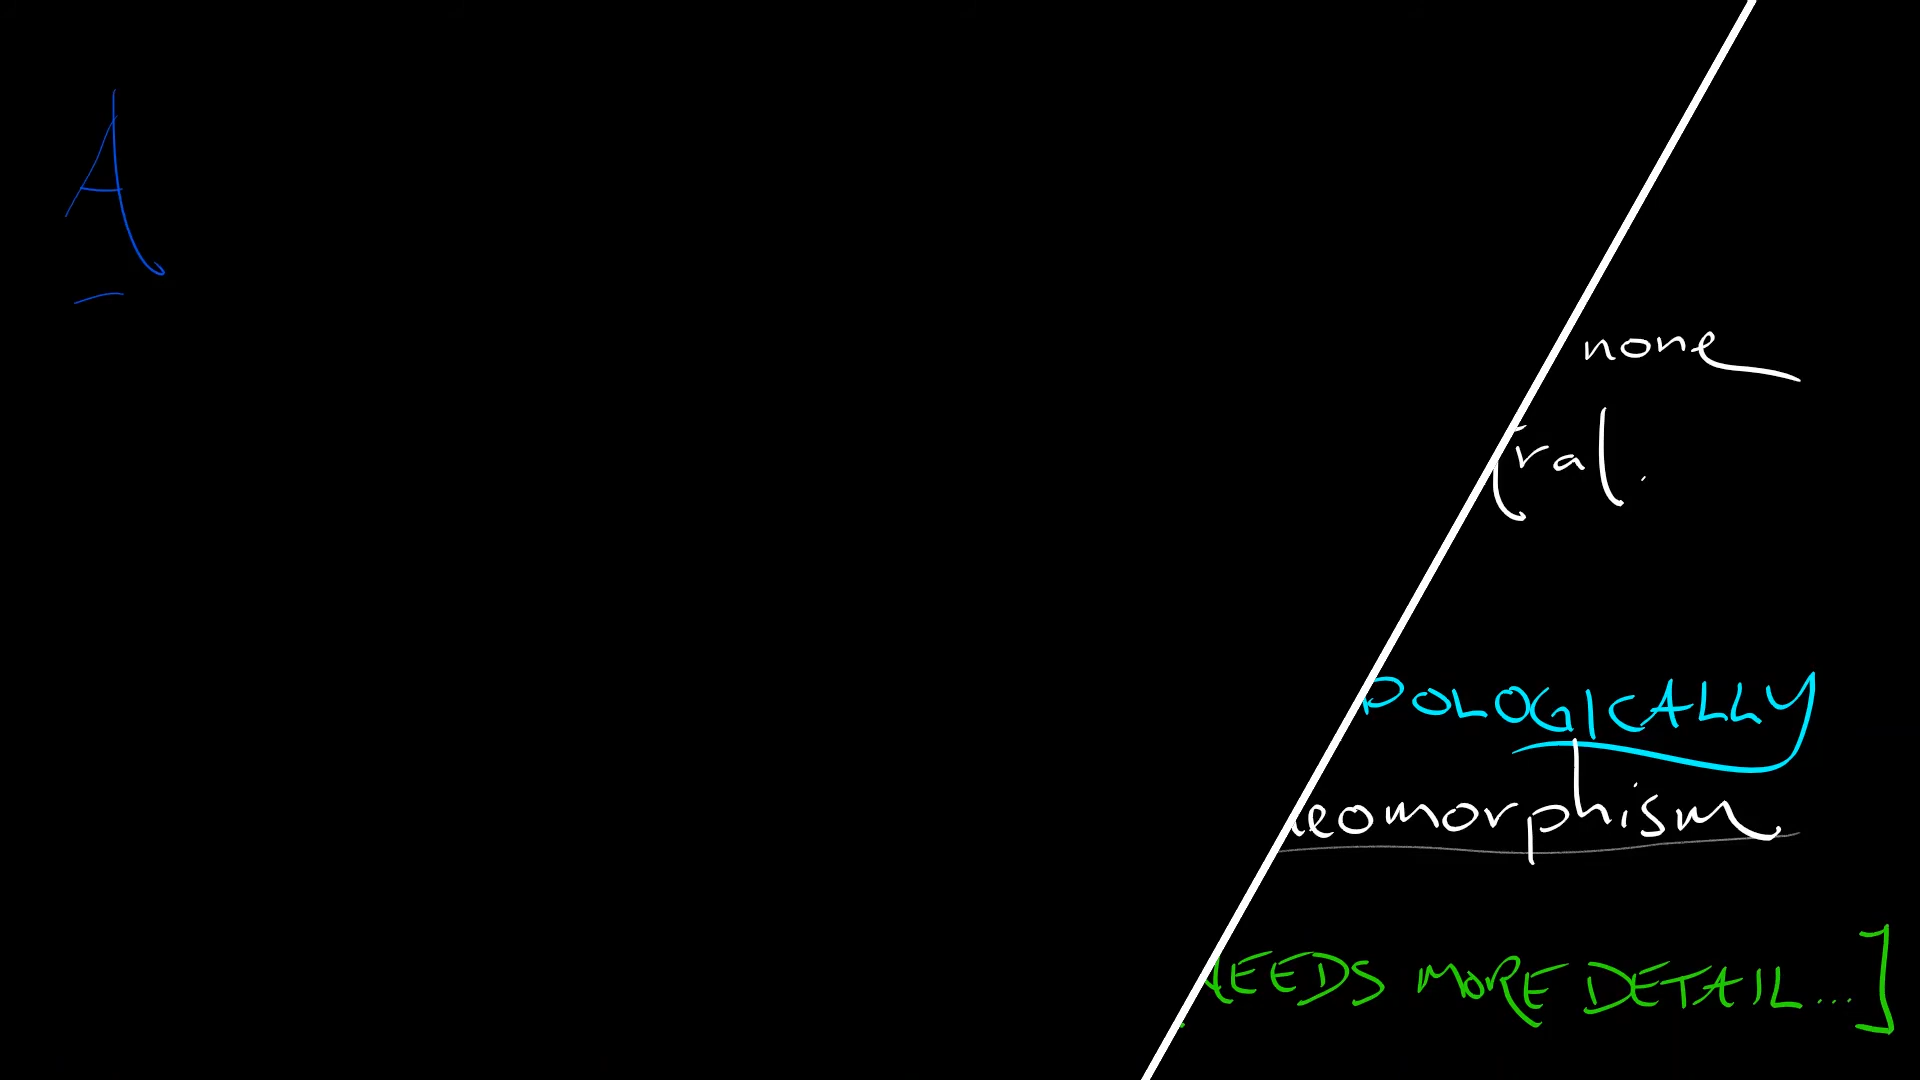 A
none
ral.
POLOGICALLY
eomorphism
EEDS MORE DETAIL...]